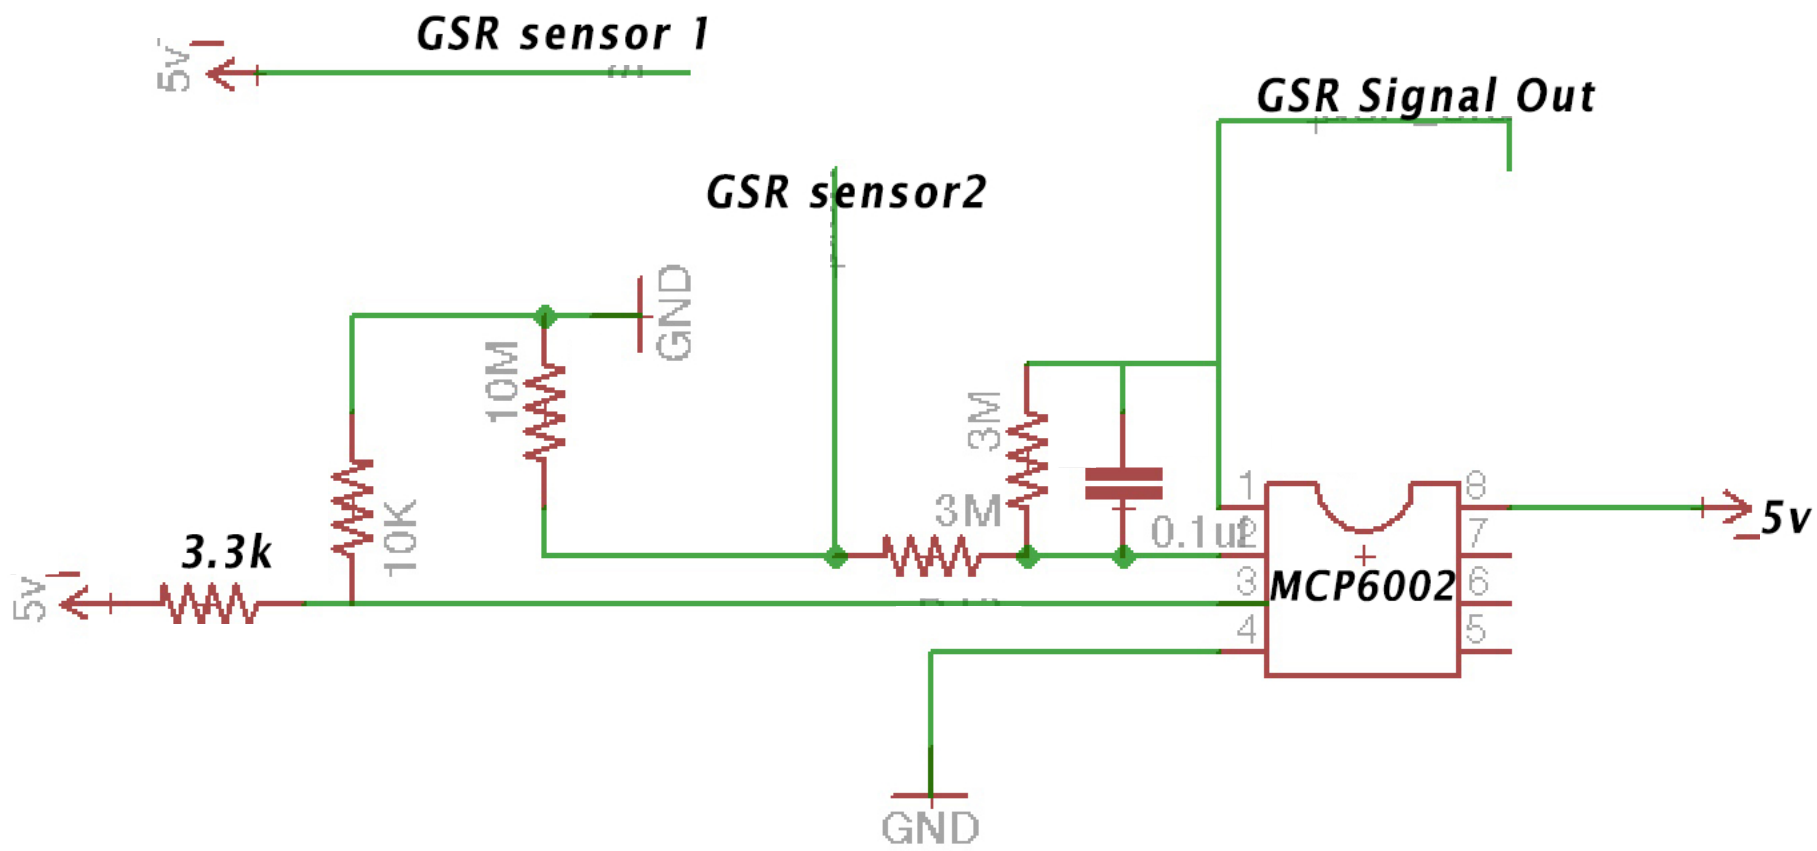 GSR sensor 1
5v
GSR Signal Out
GSR sensor2
GND
10M
3M
3M
10K
0.1uf
3.3k
5v
1
2
3
4
8
7
6
5
MCP6002
5v
GND